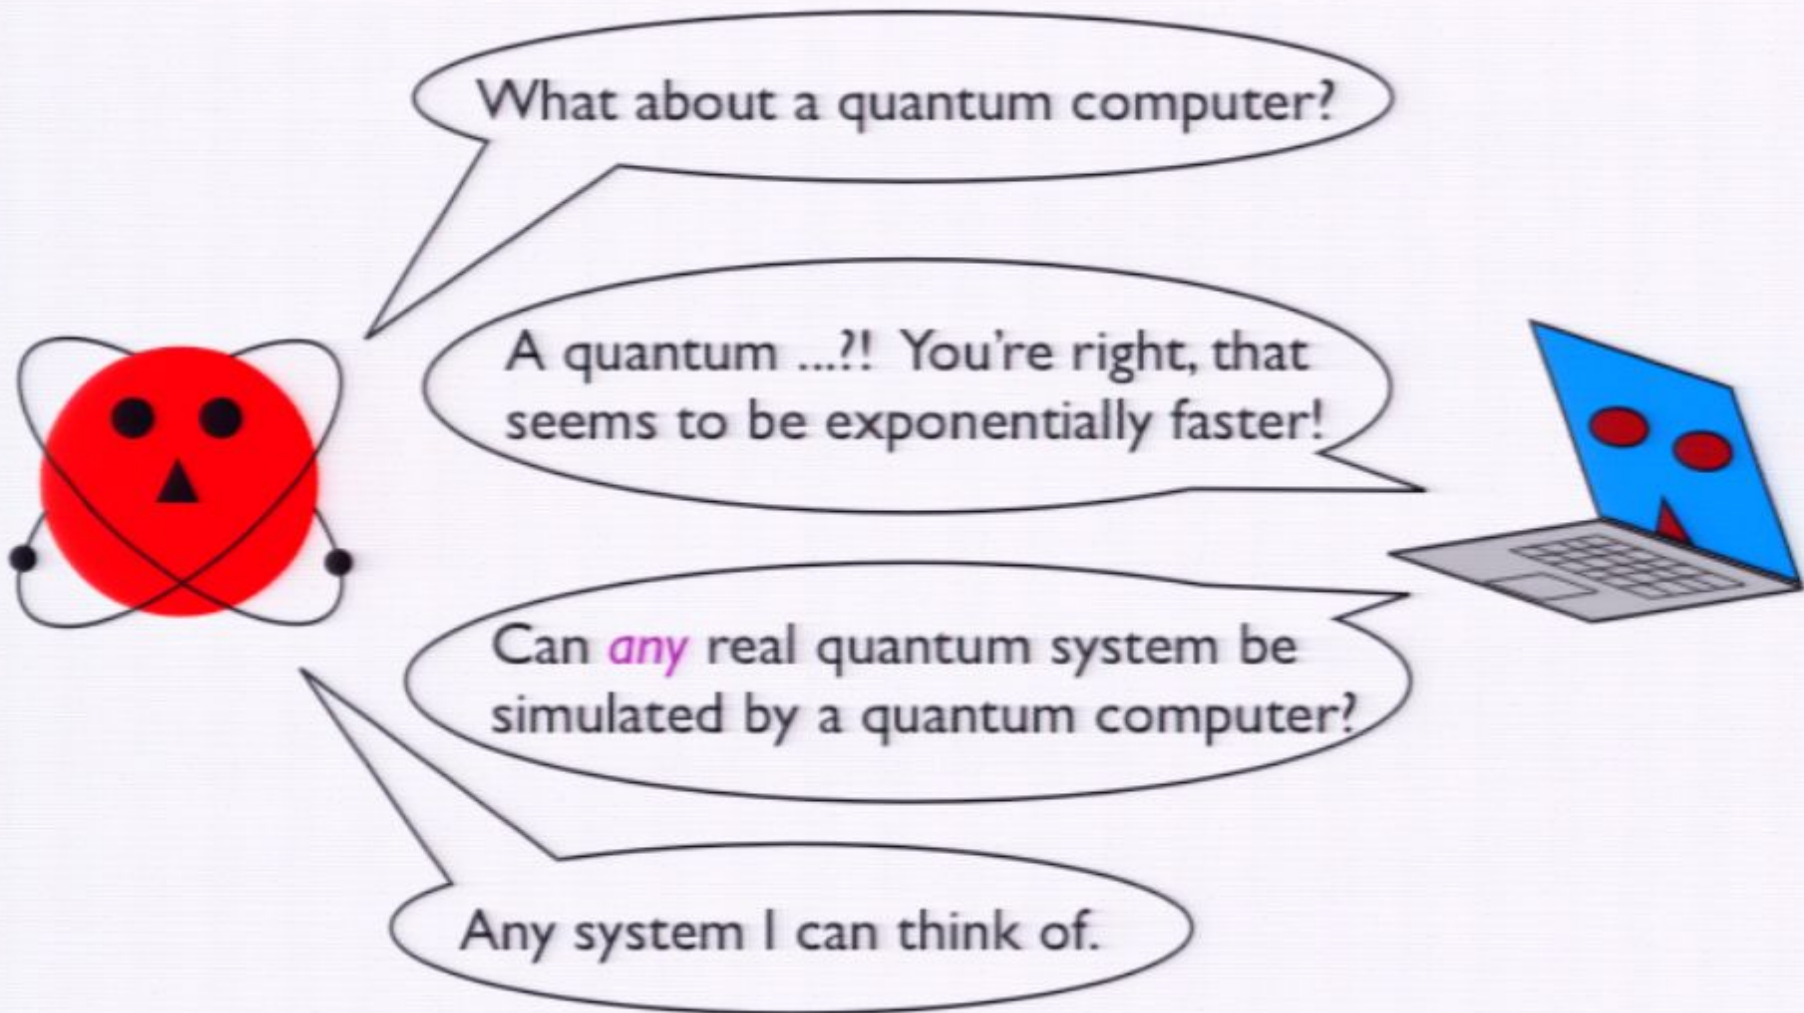 What about a quantum computer?
A quantum ...?! You're right, that
seems to be exponentially faster!
Can any real quantum system be
simulated by a quantum computer?
Any system I can think of.